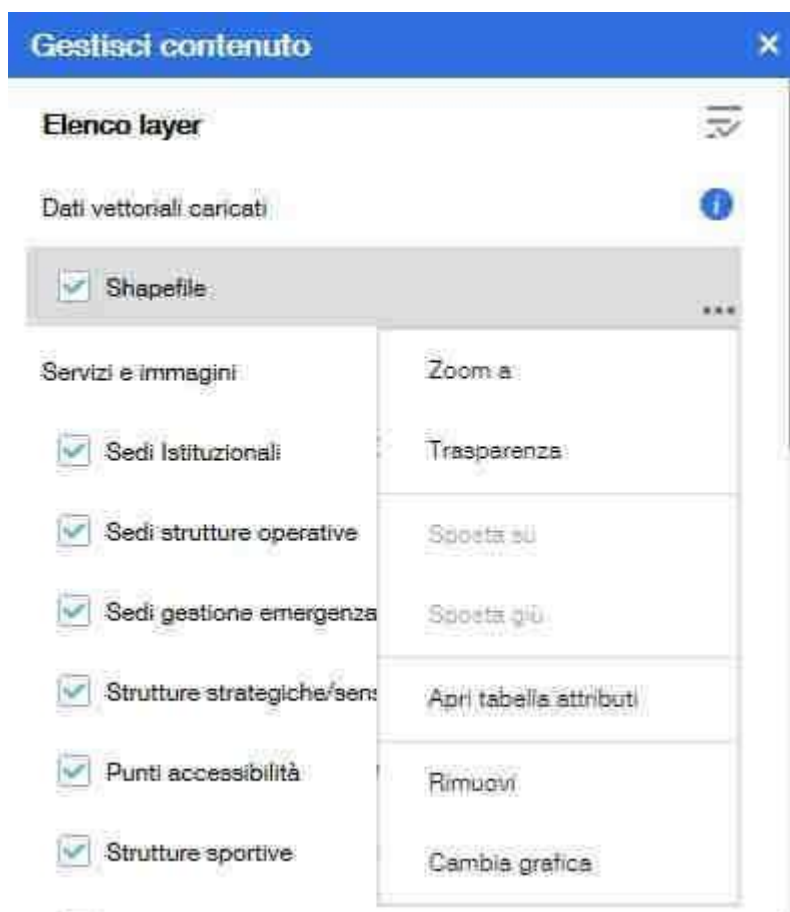 Gestisci contenuto
Elenco layer
Dati vettoriali caricati
Shapefile
Servizi e immagini
Sedi Istituzionali
Sedi strutture operative
Sedi gestione emergenza
Strutture strategiche/sens
Punti accessibilità
Strutture sportive
Zoom a
Trasparenza
Sposta su
Sposta giù
Apri tabella attributi
Rimuovi
Cambia grafica